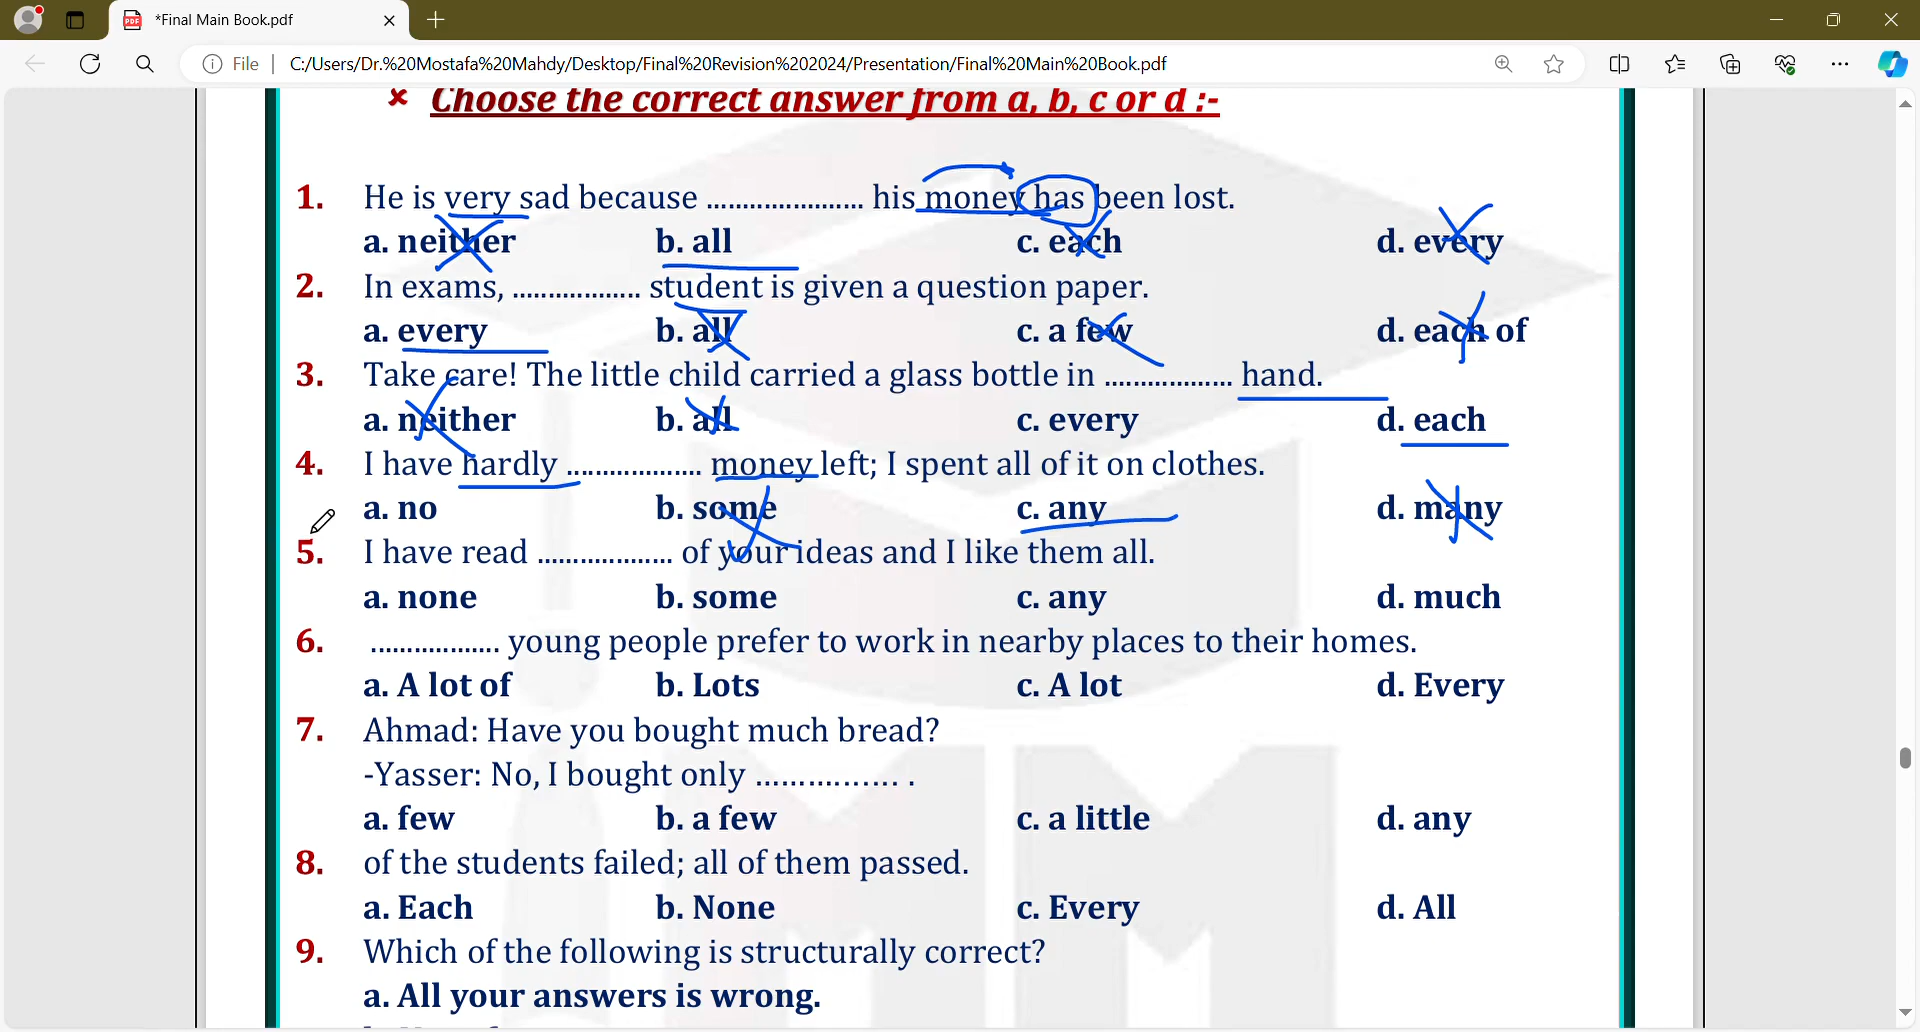 *Final Main Book.pdf
File
C:/Users/Dr.%20Mostafa%20Mahdy/Desktop/Final%20Revision%202024/Presentation/Final%20Main%20Book.pdf
× Choose the correct answer from a, b, c or d :-
1. He is very sad because ...................... his money has been lost.
a. neither b. all c. each d. every
2. In exams, .................. student is given a question paper.
a. every b. all c. a few d. each of
3. Take care! The little child carried a glass bottle in .................. hand.
a. neither b. all c. every d. each
4. I have hardly ................... money left; I spent all of it on clothes.
a. no b. some c. any d. many
5. I have read ................... of your ideas and I like them all.
a. none b. some c. any d. much
6. .................. young people prefer to work in nearby places to their homes.
a. A lot of b. Lots c. A lot d. Every
7. Ahmad: Have you bought much bread?
-Yasser: No, I bought only ................ .
a. few b. a few c. a little d. any
8. of the students failed; all of them passed.
a. Each b. None c. Every d. All
9. Which of the following is structurally correct?
a. All your answers is wrong.